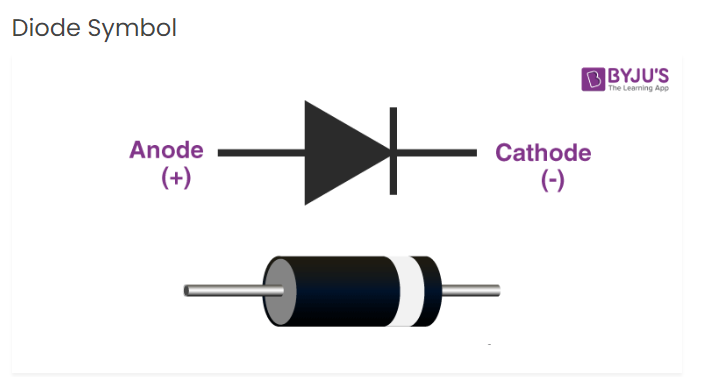 Diode Symbol
BYJU'S
The Learning App
Anode
(+)
Cathode
(-)